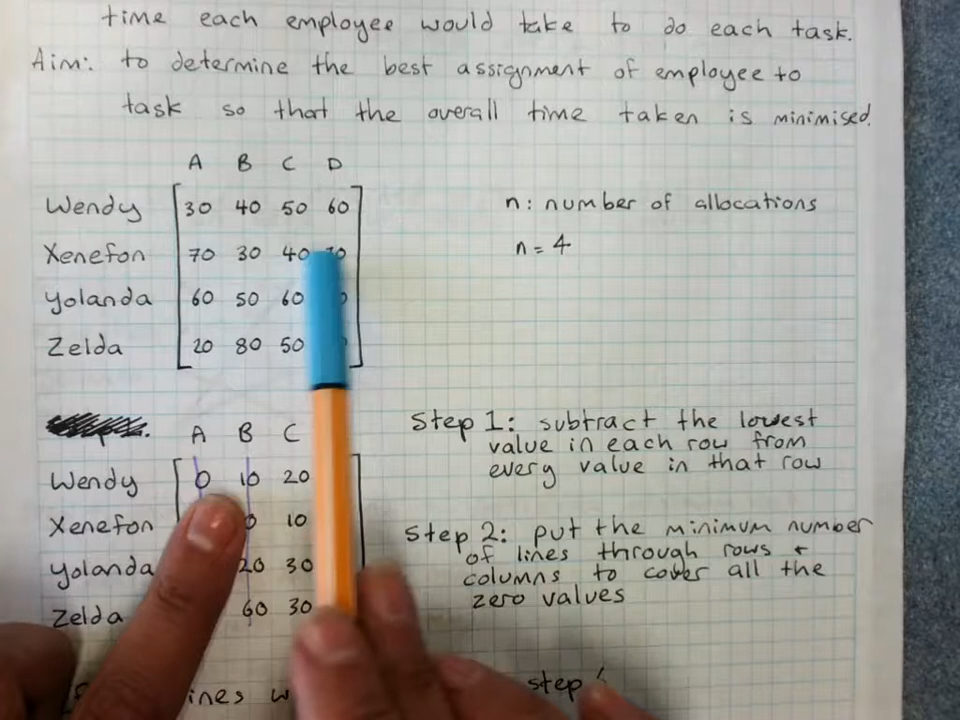 time each employee would take to do each task.
Aim: to determine the best assignment of employee to
task so that the overall time taken is minimised.
A B C D
Wendy 30 40 50 60
Xenefon 70 30 40 70
Yolanda 60 50 60
Zelda 20 80 50
n: number of allocations
n = 4
A B C
Wendy 0 10 20
Xenefon 0 10
Yolanda 20 30
Zelda 60 30
Step 1: subtract the lowest
value in each row from
every value in that row
Step 2: put the minimum number
of lines through rows +
columns to cover all the
zero values
step